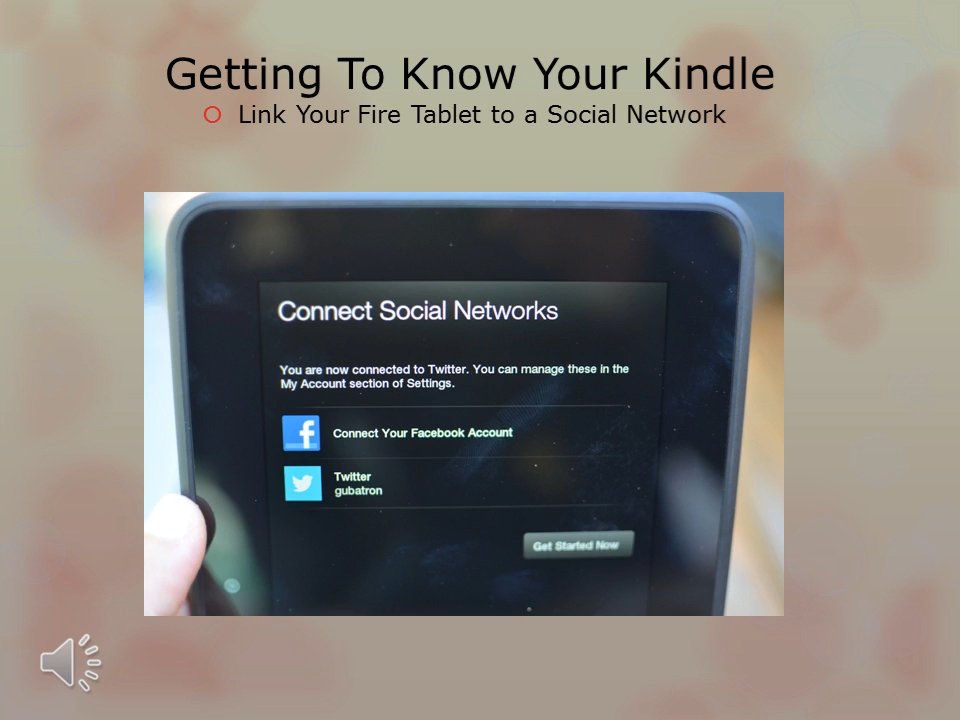 Getting To Know Your Kindle
Link Your Fire Tablet to a Social Network
Connect Social Networks
You are now connected to Twitter. You can manage these in the
My Account section of Settings.
Connect Your Facebook Account
Twitter
gubatron
Get Started Now